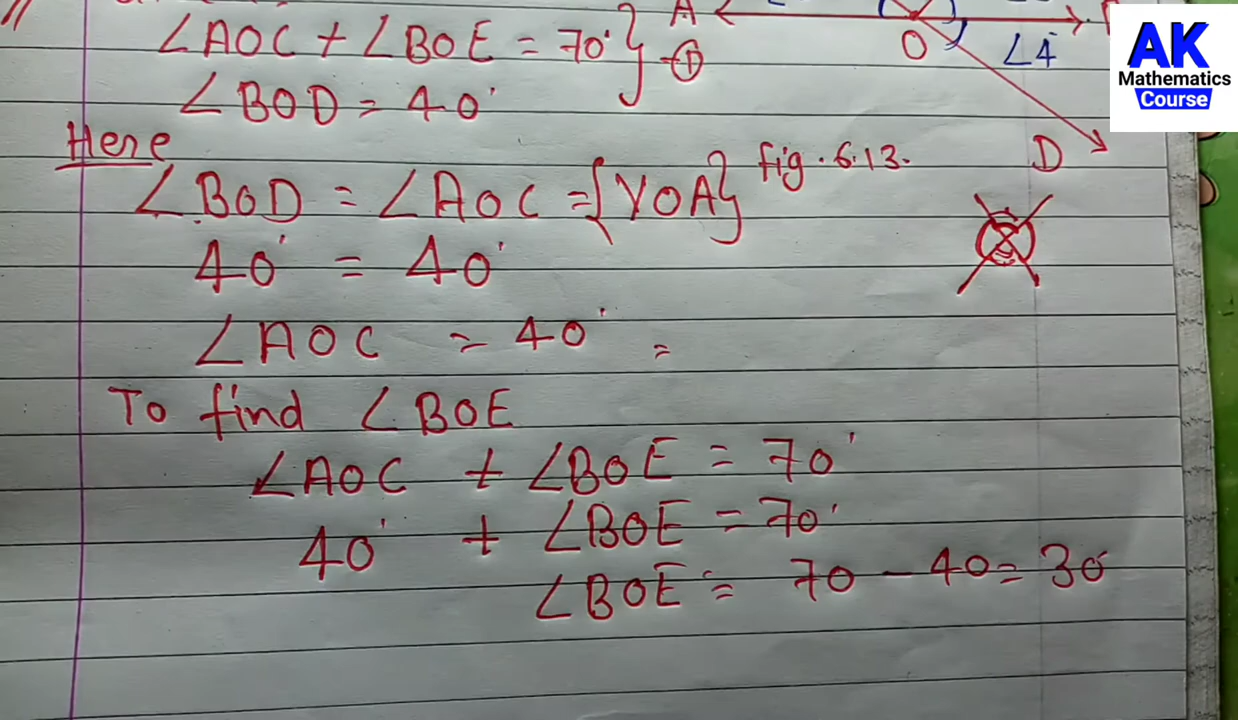 ∠AOC + ∠BOE = 70° } - ①
∠BOD = 40°
A
O
∠4
D
fig. 6.13.
AK
Mathematics
Course
Here
∠BOD = ∠AOC = {VOA}
40° = 40°
∠AOC = 40° =
To find ∠BOE
∠AOC + ∠BOE = 70°
40° + ∠BOE = 70°
∠BOE = 70 - 40 = 30